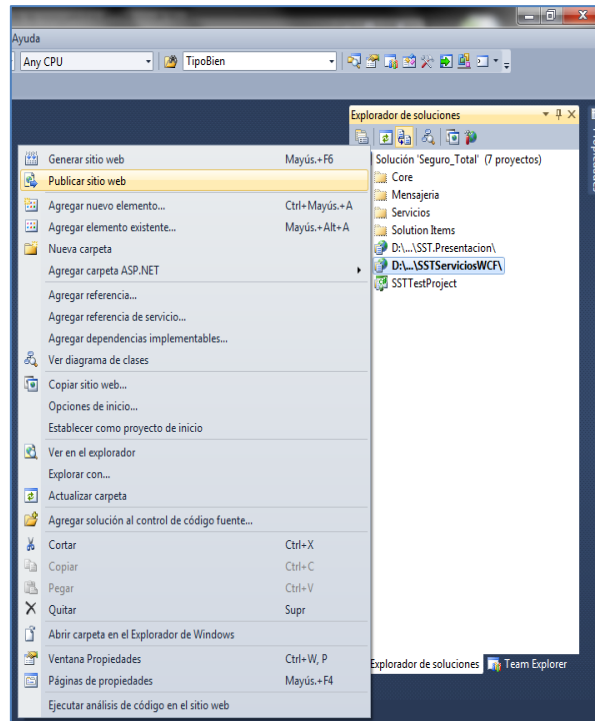 Ayuda
Any CPU
TipoBien
Explorador de soluciones
Propiedades
Solución 'Seguro_Total' (7 proyectos)
Core
Mensajeria
Servicios
Solution Items
D:\...\SST.Presentacion\
D:\...\SSTServiciosWCF\
SSTTestProject
Generar sitio web Mayús.+F6
Publicar sitio web
Agregar nuevo elemento... Ctrl+Mayús.+A
Agregar elemento existente... Mayús.+Alt+A
Nueva carpeta
Agregar carpeta ASP.NET
Agregar referencia...
Agregar referencia de servicio...
Agregar dependencias implementables...
Ver diagrama de clases
Copiar sitio web...
Opciones de inicio...
Establecer como proyecto de inicio
Ver en el explorador
Explorar con...
Actualizar carpeta
Agregar solución al control de código fuente...
Cortar Ctrl+X
Copiar Ctrl+C
Pegar Ctrl+V
Quitar Supr
Abrir carpeta en el Explorador de Windows
Ventana Propiedades Ctrl+W, P
Páginas de propiedades Mayús.+F4
Ejecutar análisis de código en el sitio web
Explorador de soluciones
Team Explorer